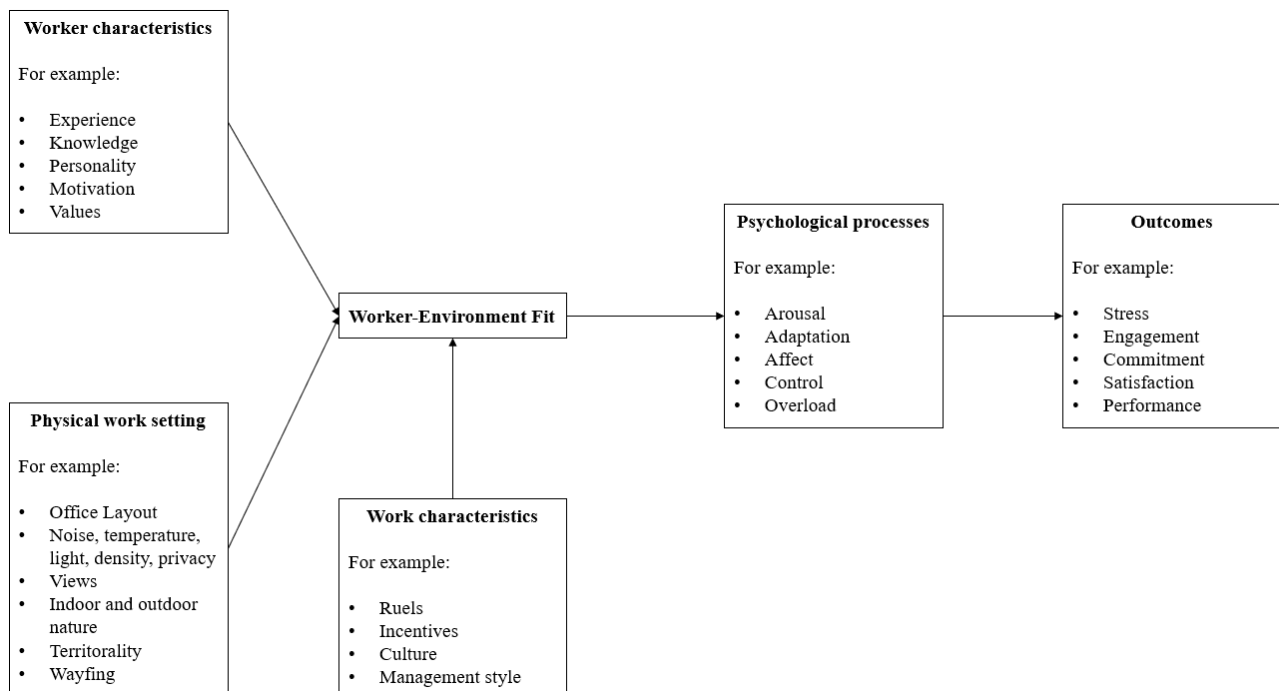 Worker characteristics
For example:
• Experience
• Knowledge
• Personality
• Motivation
• Values
Physical work setting
For example:
• Office Layout
• Noise, temperature,
light, density, privacy
• Views
• Indoor and outdoor
nature
• Territorality
• Wayfing
Worker-Environment Fit
Work characteristics
For example:
• Ruels
• Incentives
• Culture
• Management style
Psychological processes
For example:
• Arousal
• Adaptation
• Affect
• Control
• Overload
Outcomes
For example:
• Stress
• Engagement
• Commitment
• Satisfaction
• Performance